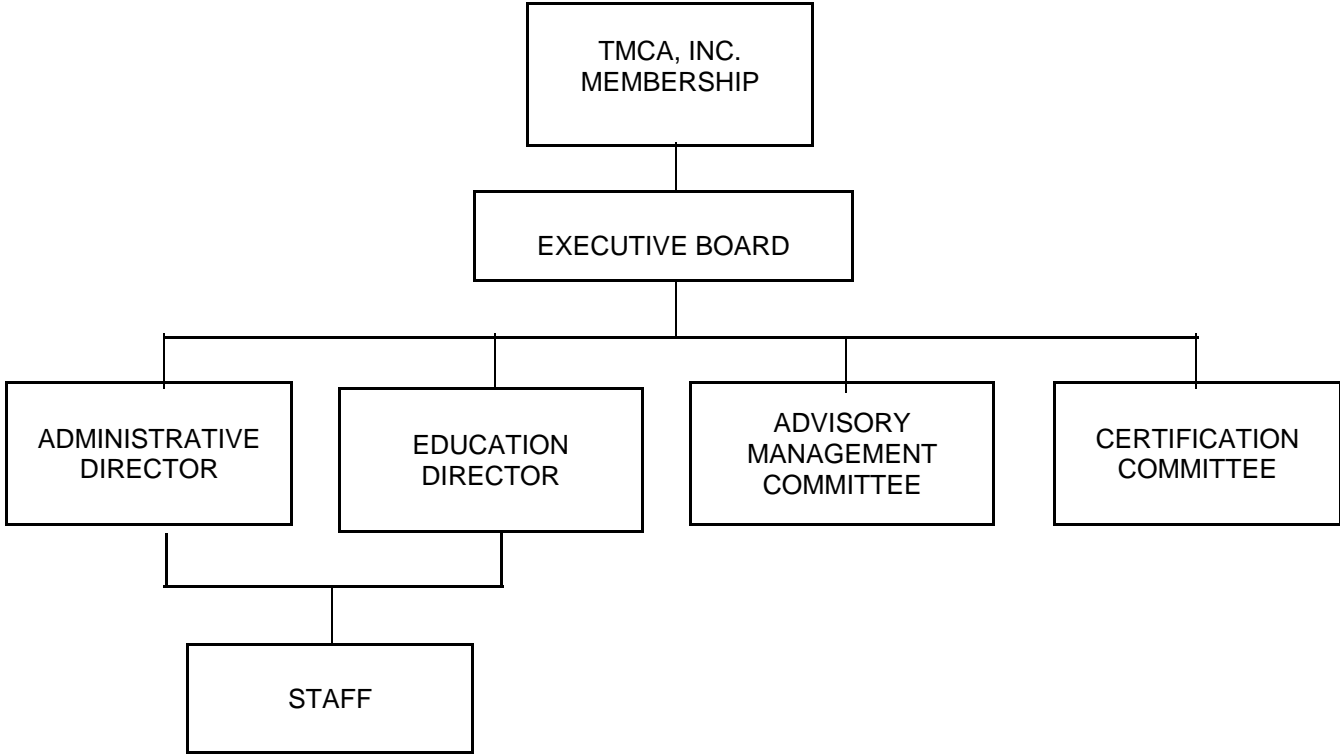 TMCA, INC.
MEMBERSHIP
EXECUTIVE BOARD
ADMINISTRATIVE
DIRECTOR
EDUCATION
DIRECTOR
ADVISORY
MANAGEMENT
COMMITTEE
CERTIFICATION
COMMITTEE
STAFF